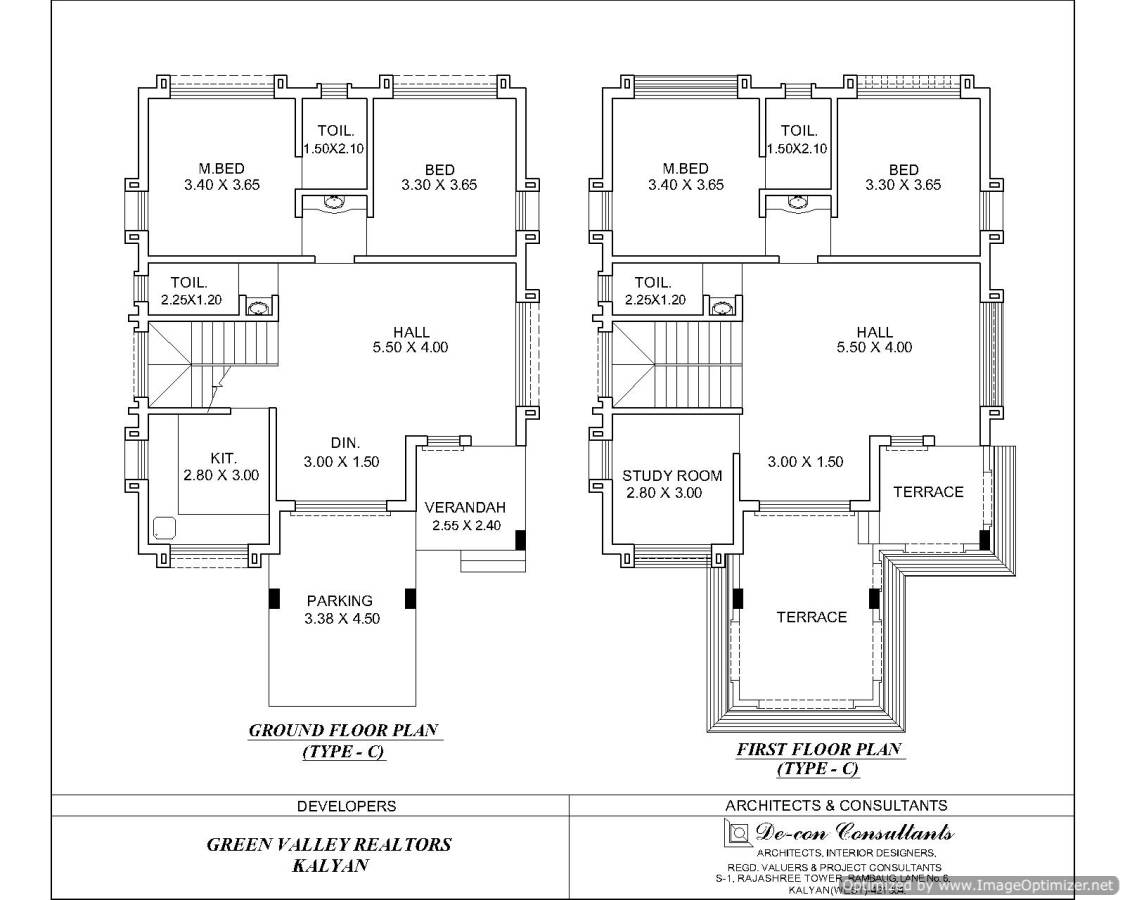 TOIL.
1.50X2.10
M.BED
3.40 X 3.65
BED
3.30 X 3.65
TOIL.
2.25X1.20
HALL
5.50 X 4.00
DIN.
3.00 X 1.50
KIT.
2.80 X 3.00
VERANDAH
2.55 X 2.40
PARKING
3.38 X 4.50
GROUND FLOOR PLAN
(TYPE - C)
TOIL.
1.50X2.10
M.BED
3.40 X 3.65
BED
3.30 X 3.65
TOIL.
2.25X1.20
HALL
5.50 X 4.00
3.00 X 1.50
STUDY ROOM
2.80 X 3.00
TERRACE
TERRACE
FIRST FLOOR PLAN
(TYPE - C)
DEVELOPERS
GREEN VALLEY REALTORS
KALYAN
ARCHITECTS & CONSULTANTS
De-con Consultants
ARCHITECTS, INTERIOR DESIGNERS,
REGD. VALUERS & PROJECT CONSULTANTS
S-1, RAJASHREE TOWER, RAMBAUG, LANE No.6,
KALYAN(WEST)
Optimized by www.ImageOptimizer.net